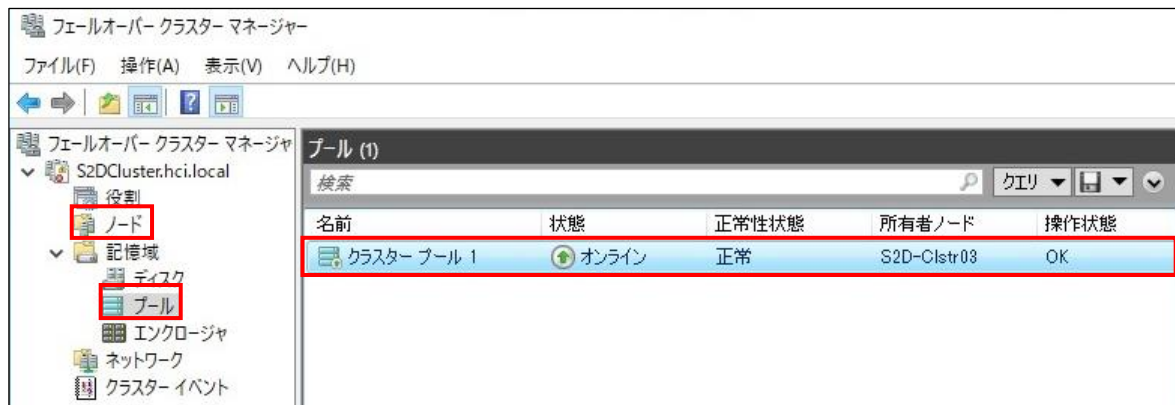 フェールオーバー クラスター マネージャー
ファイル(F) 操作(A) 表示(V) ヘルプ(H)
フェールオーバー クラスター マネージャ
S2DCluster.hci.local
役割
ノード
記憶域
ディスク
プール
エンクロージャ
ネットワーク
クラスター イベント
プール (1)
検索 クエリ
名前 状態 正常性状態 所有者ノード 操作状態
クラスター プール 1 オンライン 正常 S2D-Clstr03 OK